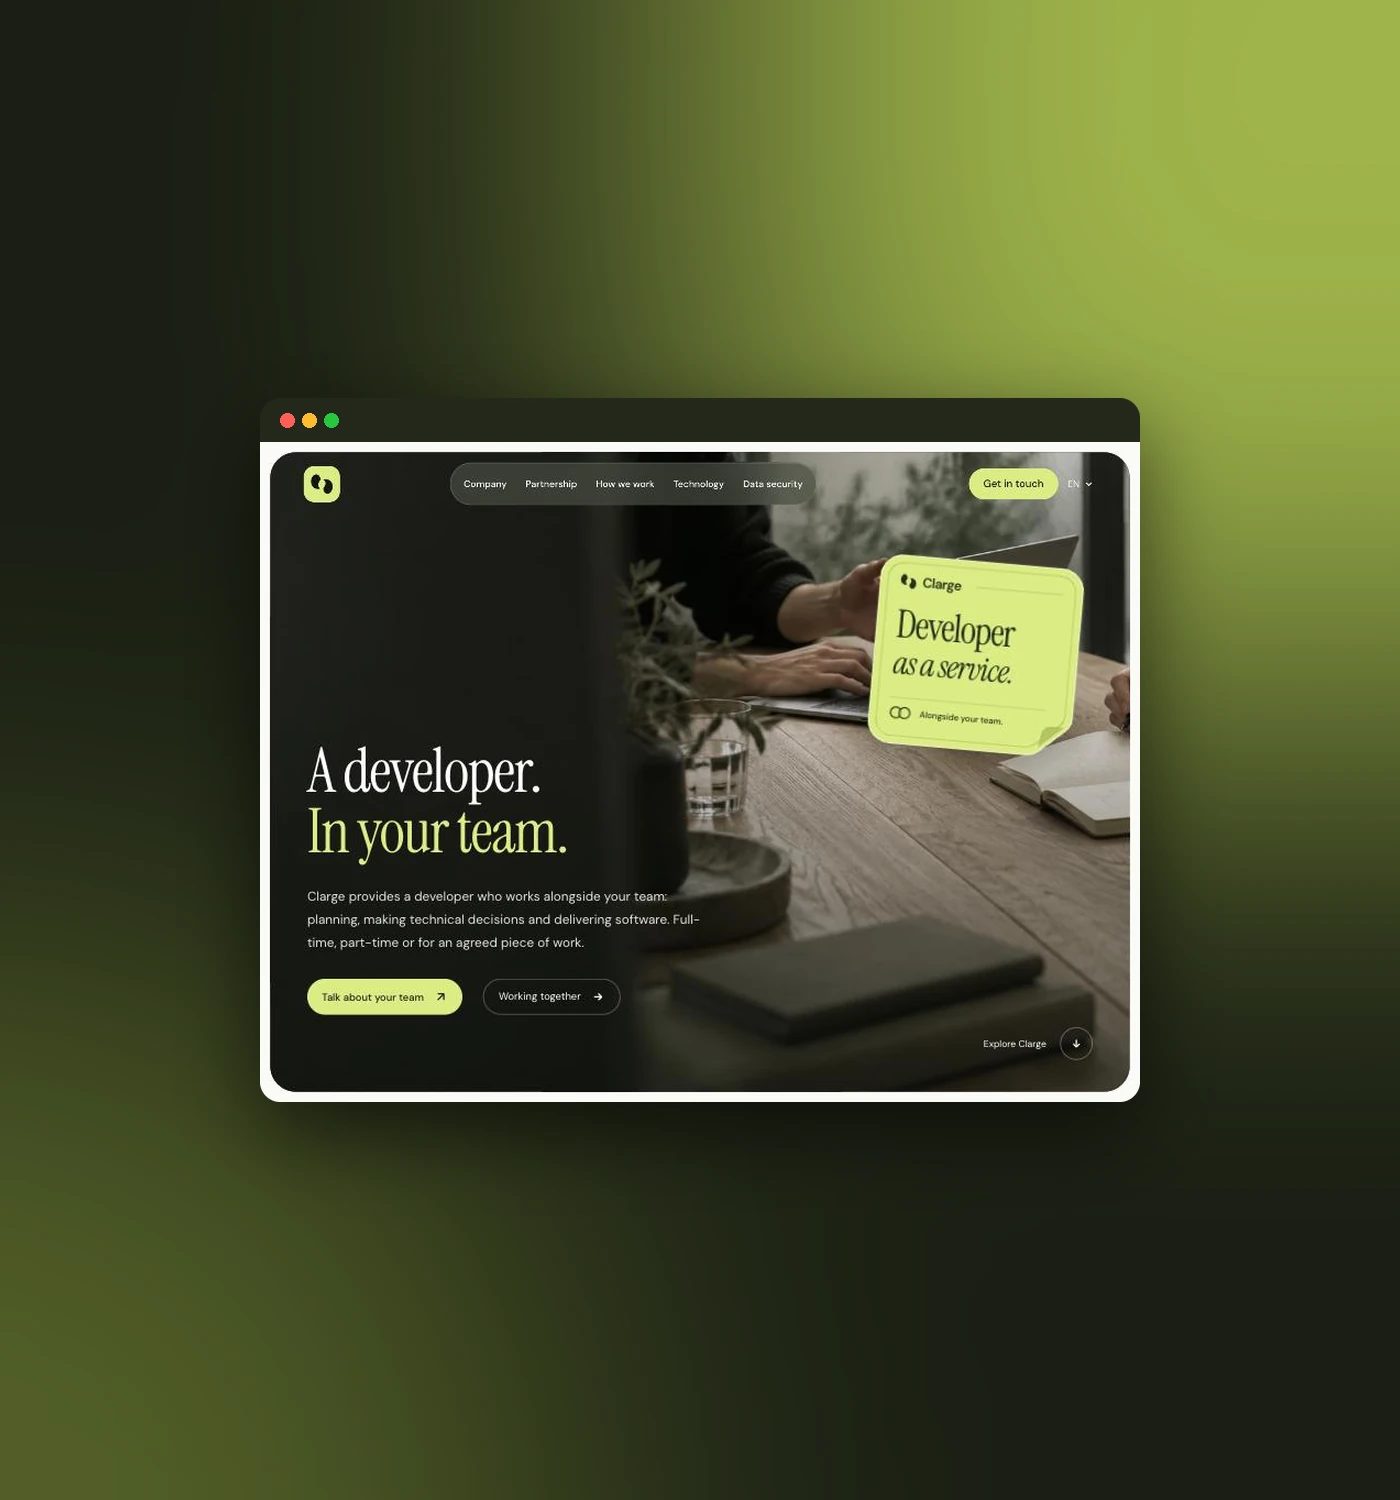 Company Partnership How we work Technology Data security
Get in touch EN
Clarge
Developer
as a service.
Alongside your team.
A developer.
In your team.
Clarge provides a developer who works alongside your team:
planning, making technical decisions and delivering software. Full-
time, part-time or for an agreed piece of work.
Talk about your team
Working together
Explore Clarge